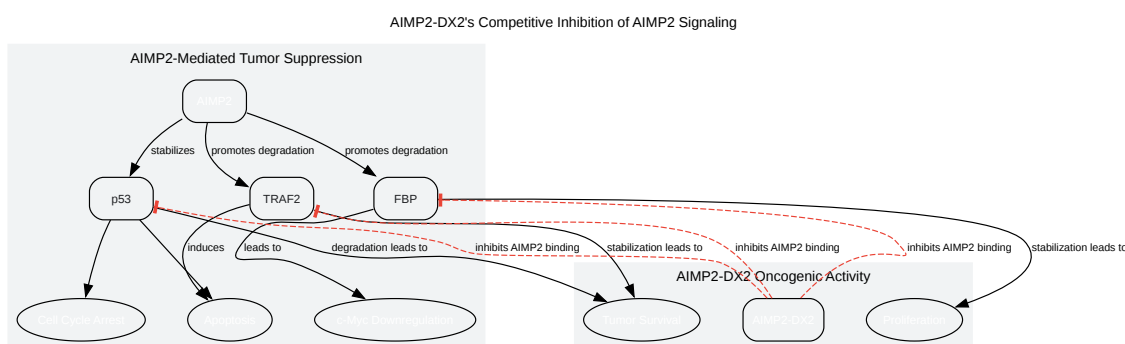 AIMP2-DX2's Competitive Inhibition of AIMP2 Signaling
AIMP2-Mediated Tumor Suppression
AIMP2
stabilizes
promotes degradation
promotes degradation
p53
TRAF2
FBP
induces
leads to
degradation leads to
inhibits AIMP2 binding
stabilization leads to
inhibits AIMP2 binding
inhibits AIMP2 binding
stabilization leads to
AIMP2-DX2 Oncogenic Activity
Cell Cycle Arrest
Apoptosis
c-Myc Downregulation
Tumor Survival
AIMP2-DX2
Proliferation